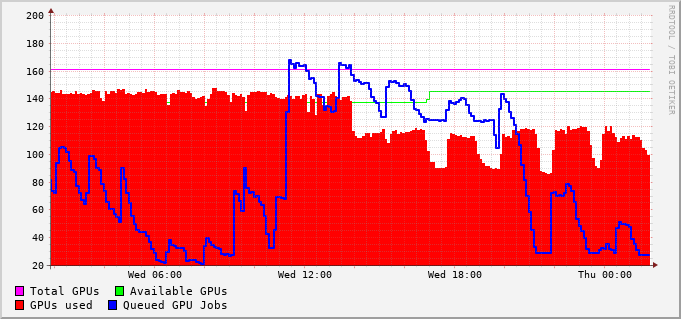 200
180
160
140
120
100
80
60
40
20
Wed 06:00 Wed 12:00 Wed 18:00 Thu 00:00
Total GPUs Available GPUs
GPUs used Queued GPU Jobs
RRDTOOL / TOBI OETIKER